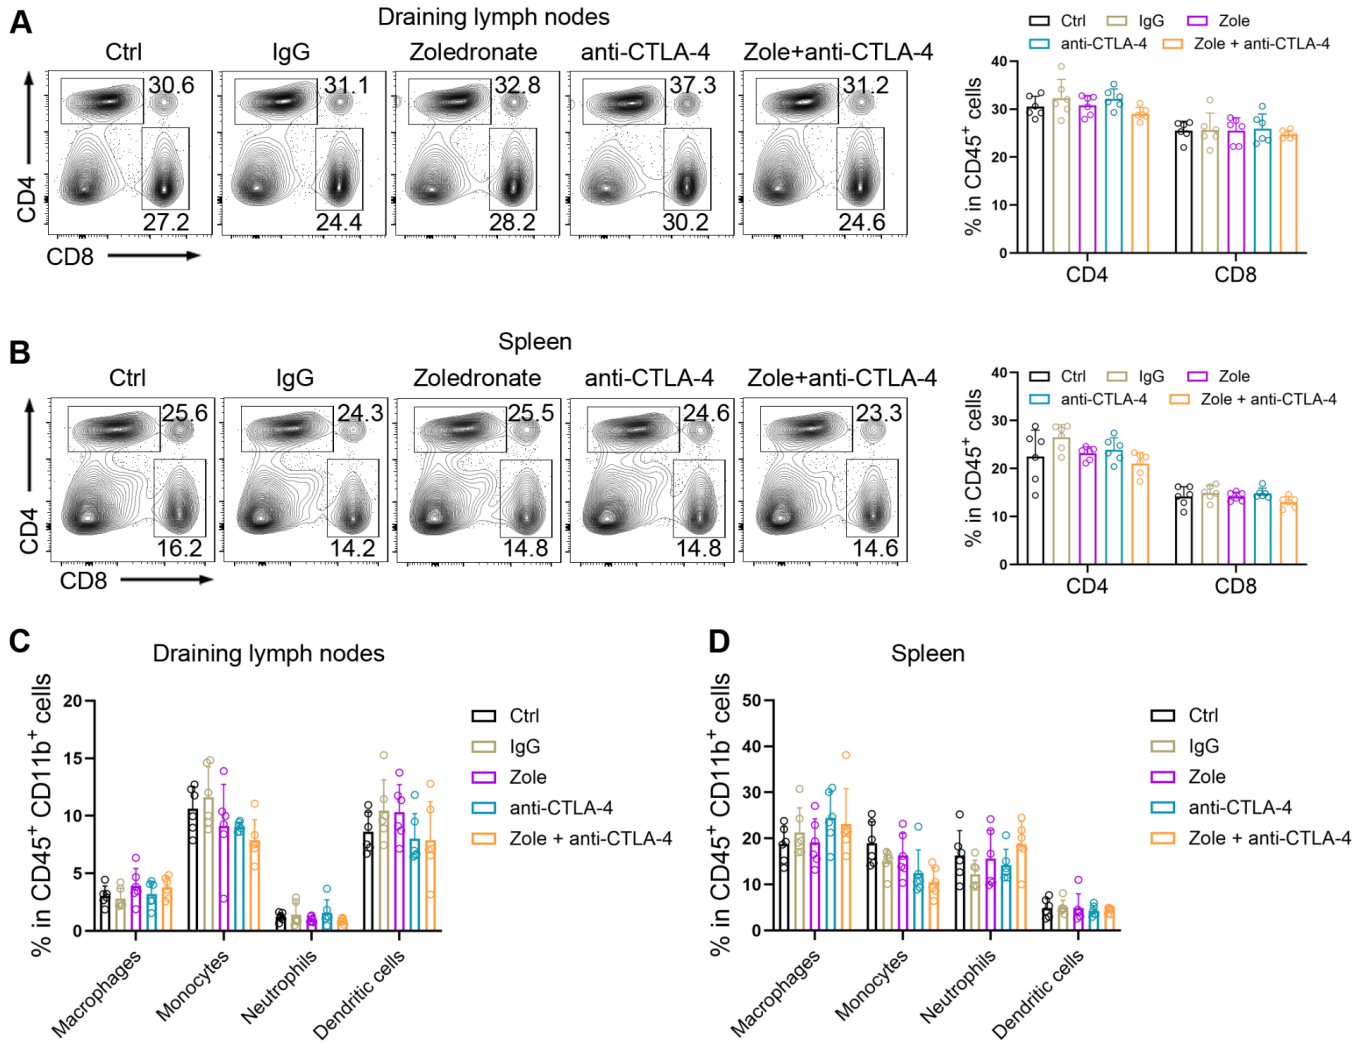 A
Draining lymph nodes
Ctrl IgG Zoledronate anti-CTLA-4 Zole+anti-CTLA-4
30.6 31.1 32.8 37.3 31.2
CD4
27.2 24.4 28.2 30.2 24.6
CD8
Ctrl IgG Zole
anti-CTLA-4 Zole + anti-CTLA-4
% in CD45+ cells
40
30
20
10
0
CD4 CD8
B
Spleen
Ctrl IgG Zoledronate anti-CTLA-4 Zole+anti-CTLA-4
25.6 24.3 25.5 24.6 23.3
CD4
16.2 14.2 14.8 14.8 14.6
CD8
Ctrl IgG Zole
anti-CTLA-4 Zole + anti-CTLA-4
% in CD45+ cells
40
30
20
10
0
CD4 CD8
C
Draining lymph nodes
% in CD45+ CD11b+ cells
20
15
10
5
0
Macrophages
Monocytes
Neutrophils
Dendritic cells
Ctrl
IgG
Zole
anti-CTLA-4
Zole + anti-CTLA-4
D
Spleen
% in CD45+ CD11b+ cells
50
40
30
20
10
0
Macrophages
Monocytes
Neutrophils
Dendritic cells
Ctrl
IgG
Zole
anti-CTLA-4
Zole + anti-CTLA-4